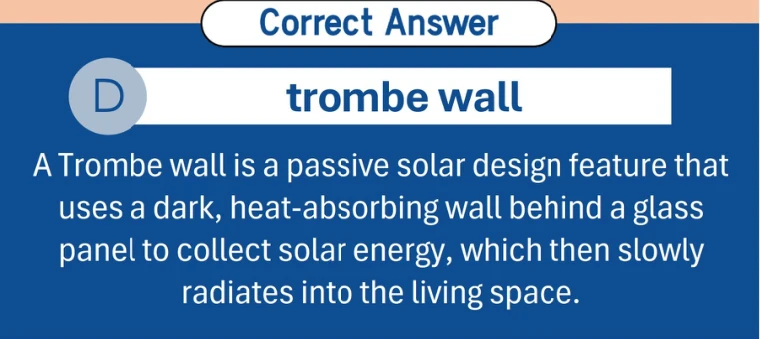 Correct Answer
D
trombe wall
A Trombe wall is a passive solar design feature that
uses a dark, heat-absorbing wall behind a glass
panel to collect solar energy, which then slowly
radiates into the living space.